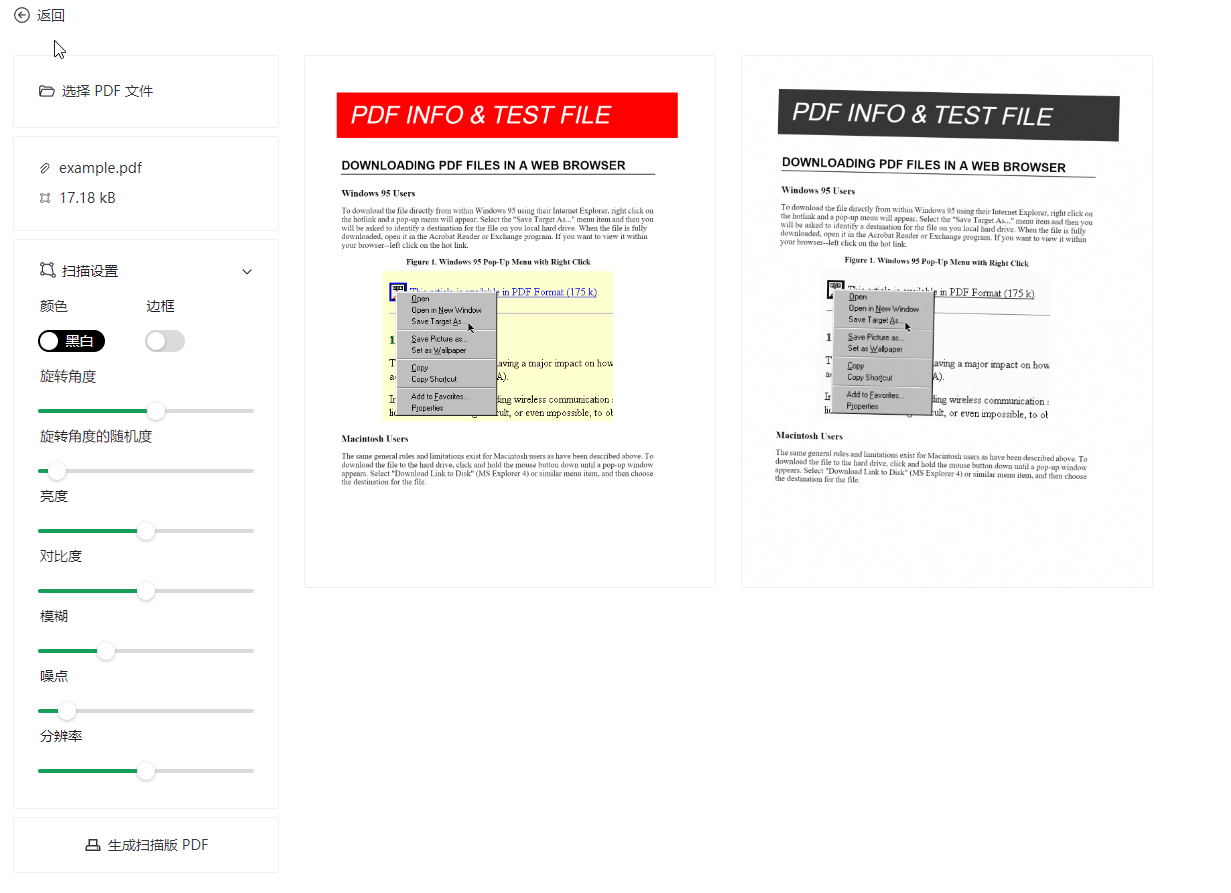 返回
选择 PDF 文件
example.pdf
17.18 kB
扫描设置
颜色
边框
黑白
旋转角度
旋转角度的随机度
亮度
对比度
模糊
噪点
分辨率
生成扫描版 PDF
PDF INFO & TEST FILE
DOWNLOADING PDF FILES IN A WEB BROWSER
Windows 95 Users
To download the file directly from within Windows 95 using their Internet Explorer, right click on
the hotlink and a pop-up menu will appear. Select the "Save Target As..." menu item and then you
will be asked to identify a destination for the file on you local hard drive. When the file is fully
downloaded, open it in the Acrobat Reader or Exchange program. If you want to view it within
your browser--left click on the hot link.
Figure 1. Windows 95 Pop-Up Menu with Right Click
This article is available in PDF Format (175 k).
Open
Open in New Window
Save Target As...
Save Picture as...
Set as Wallpaper
Copy
Copy Shortcut
Add to Favorites...
Properties
1
T
aving a major impact on how
A).
ing wireless communication
cult, or even impossible, to ob
Macintosh Users
The same general rules and limitations exist for Macintosh users as have been described above. To
download the file to the hard drive, click and hold the mouse button down until a pop-up window
appears. Select "Download Link to Disk" (MS Explorer 4) or similar menu item, and then choose
the destination for the file.
PDF INFO & TEST FILE
DOWNLOADING PDF FILES IN A WEB BROWSER
Windows 95 Users
To download the file directly from within Windows 95 using their Internet Explorer, right click on
the hotlink and a pop-up menu will appear. Select the "Save Target As..." menu item and then you
will be asked to identify a destination for the file on you local hard drive. When the file is fully
downloaded, open it in the Acrobat Reader or Exchange program. If you want to view it within
your browser--left click on the hot link.
Figure 1. Windows 95 Pop-Up Menu with Right Click
This article is available in PDF Format (175 k).
Open
Open in New Window
Save Target As...
Save Picture as...
Set as Wallpaper
Copy
Copy Shortcut
Add to Favorites...
Properties
1
T
aving a major impact on how
A).
ing wireless communication
cult, or even impossible, to ob
Macintosh Users
The same general rules and limitations exist for Macintosh users as have been described above. To
download the file to the hard drive, click and hold the mouse button down until a pop-up window
appears. Select "Download Link to Disk" (MS Explorer 4) or similar menu item, and then choose
the destination for the file.